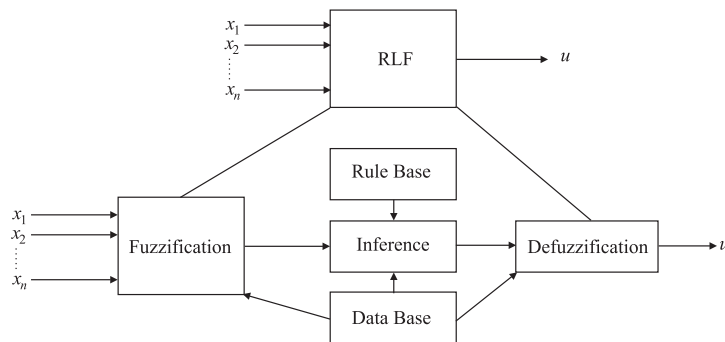 x1
x2
xn
RLF
u
Rule Base
x1
x2
xn
Fuzzification
Inference
Defuzzification
u
Data Base